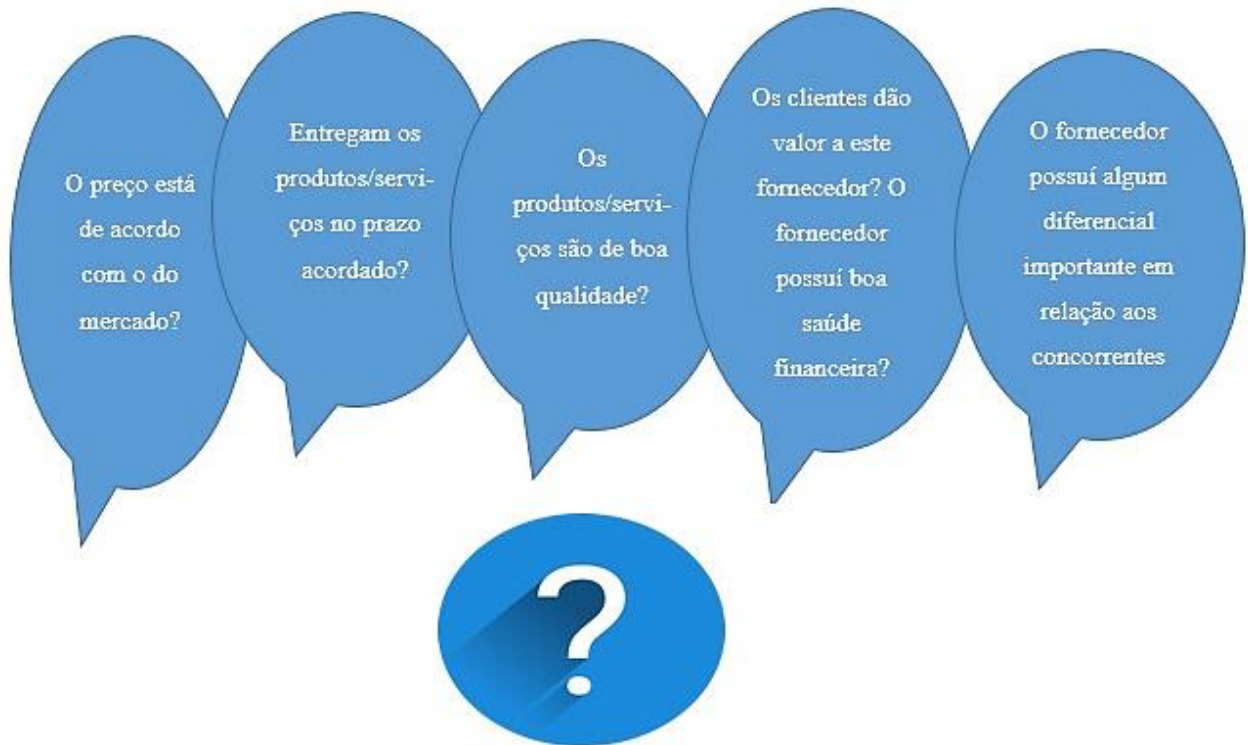 O preço está
de acordo
com o do
mercado?
Entregam os
produtos/servi-
ços no prazo
acordado?
Os
produtos/servi-
ços são de boa
qualidade?
Os clientes dão
valor a este
fornecedor? O
fornecedor
possuí boa
saúde
financeira?
O fornecedor
possuí algum
diferencial
importante em
relação aos
concorrentes
?